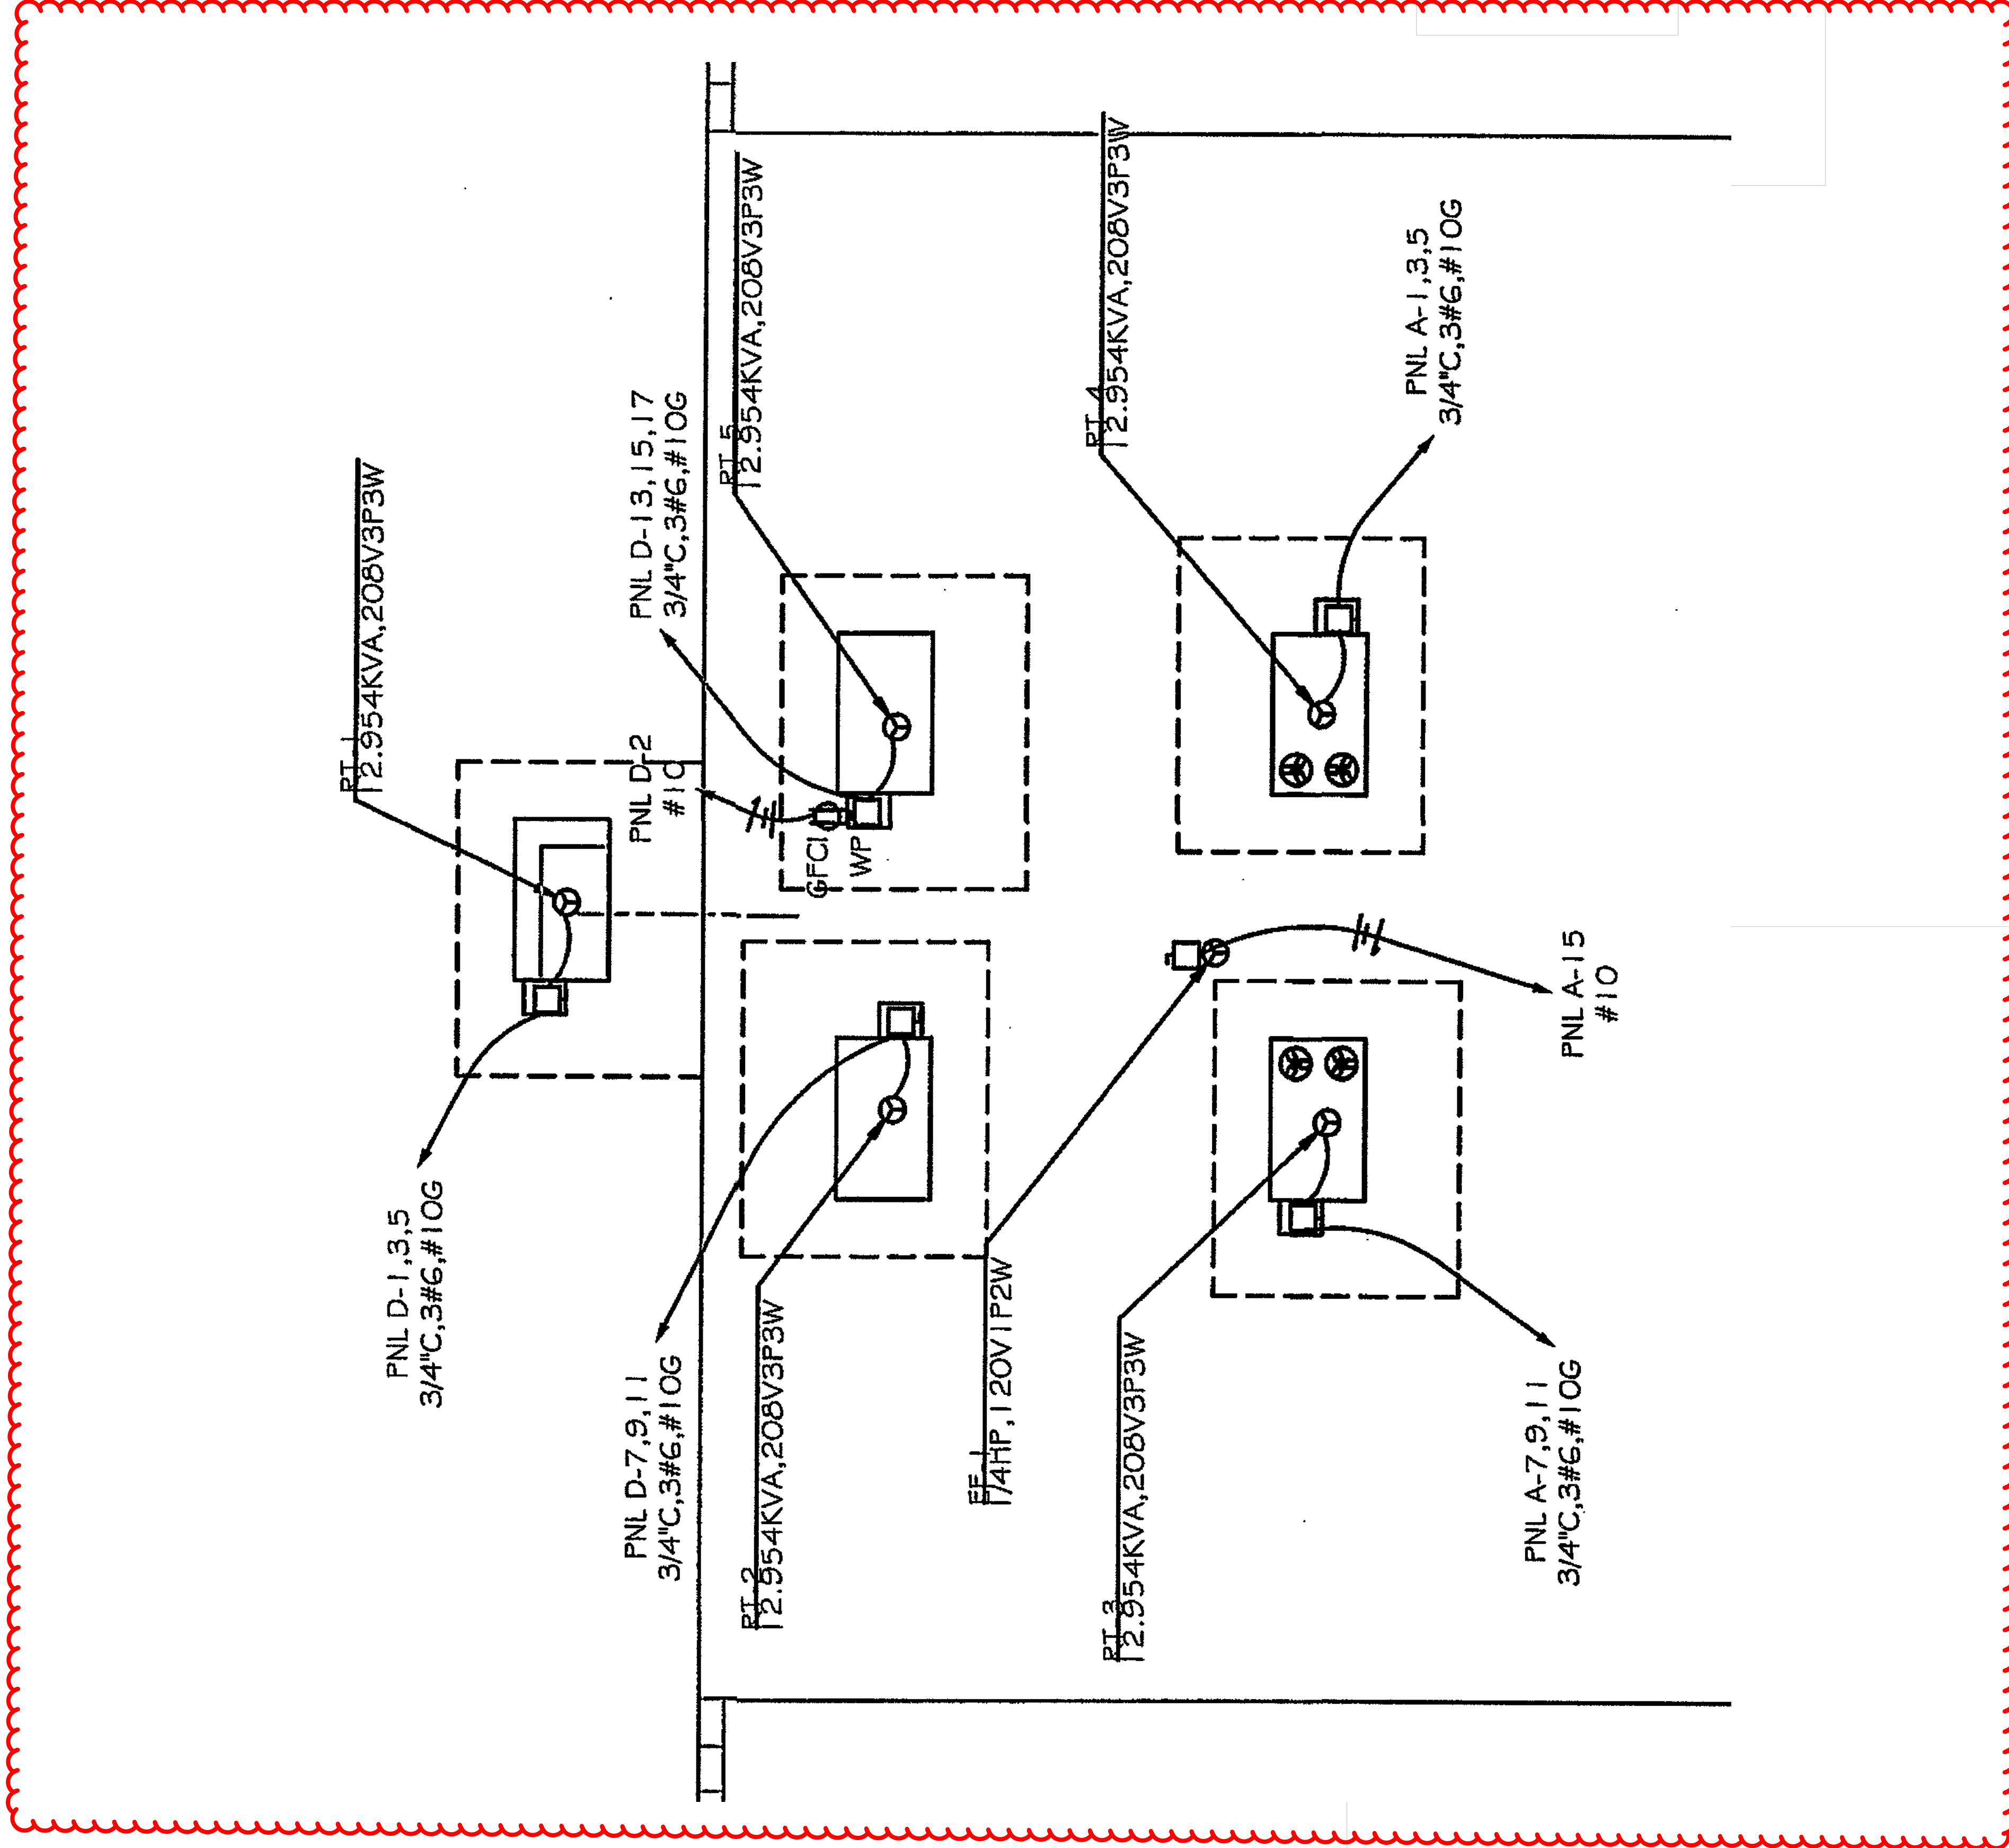 RT 1
12.954KVA,208V3P3W
PNL D-1,3,5
3/4"C,3#6,#10G
PNL D-13,15,17
3/4"C,3#6,#10G
PNL D-2
#10
PNL D-7,9,11
3/4"C,3#6,#10G
RT 5
12.954KVA,208V3P3W
GFCI
WP
RT 2
12.954KVA,208V3P3W
EF 1
1/4HP,120V1P2W
RT 4
12.954KVA,208V3P3W
RT 3
12.954KVA,208V3P3W
PNL A-1,3,5
3/4"C,3#6,#10G
PNL A-15
#10
PNL A-7,9,11
3/4"C,3#6,#10G